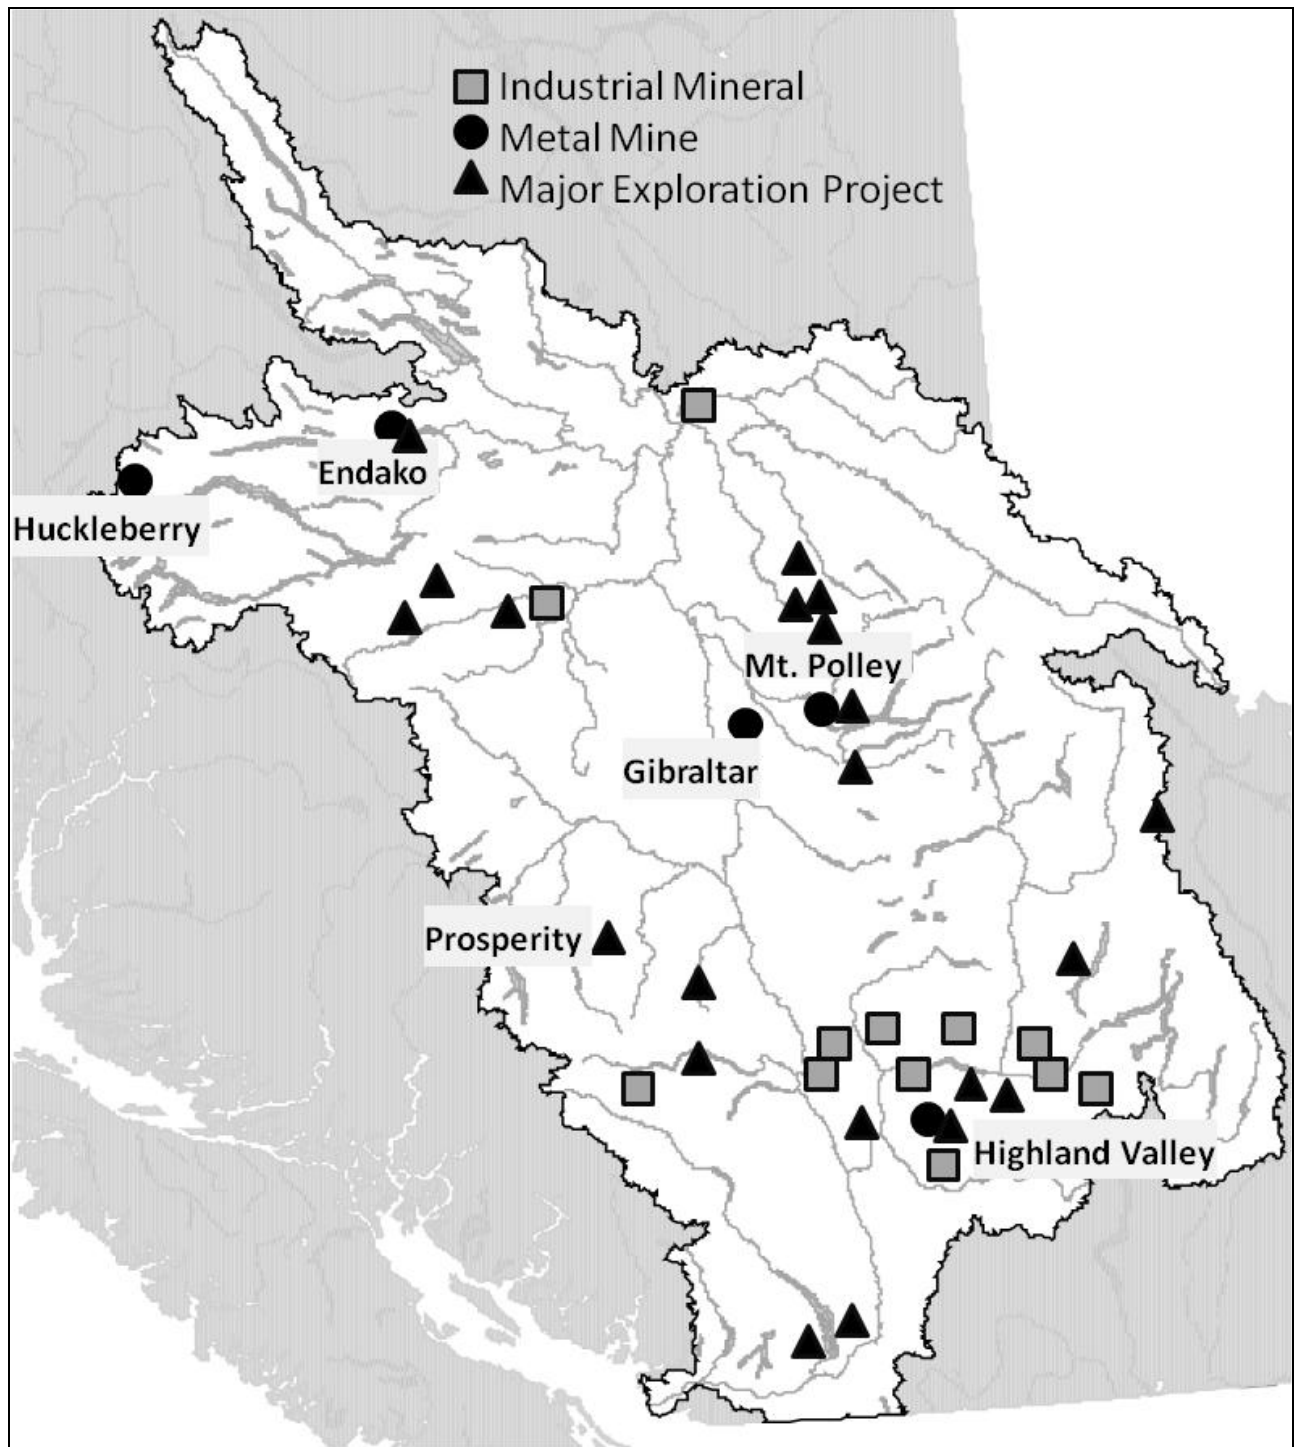 Industrial Mineral
Metal Mine
Major Exploration Project
Endako
Huckleberry
Mt. Polley
Gibraltar
Prosperity
Highland Valley